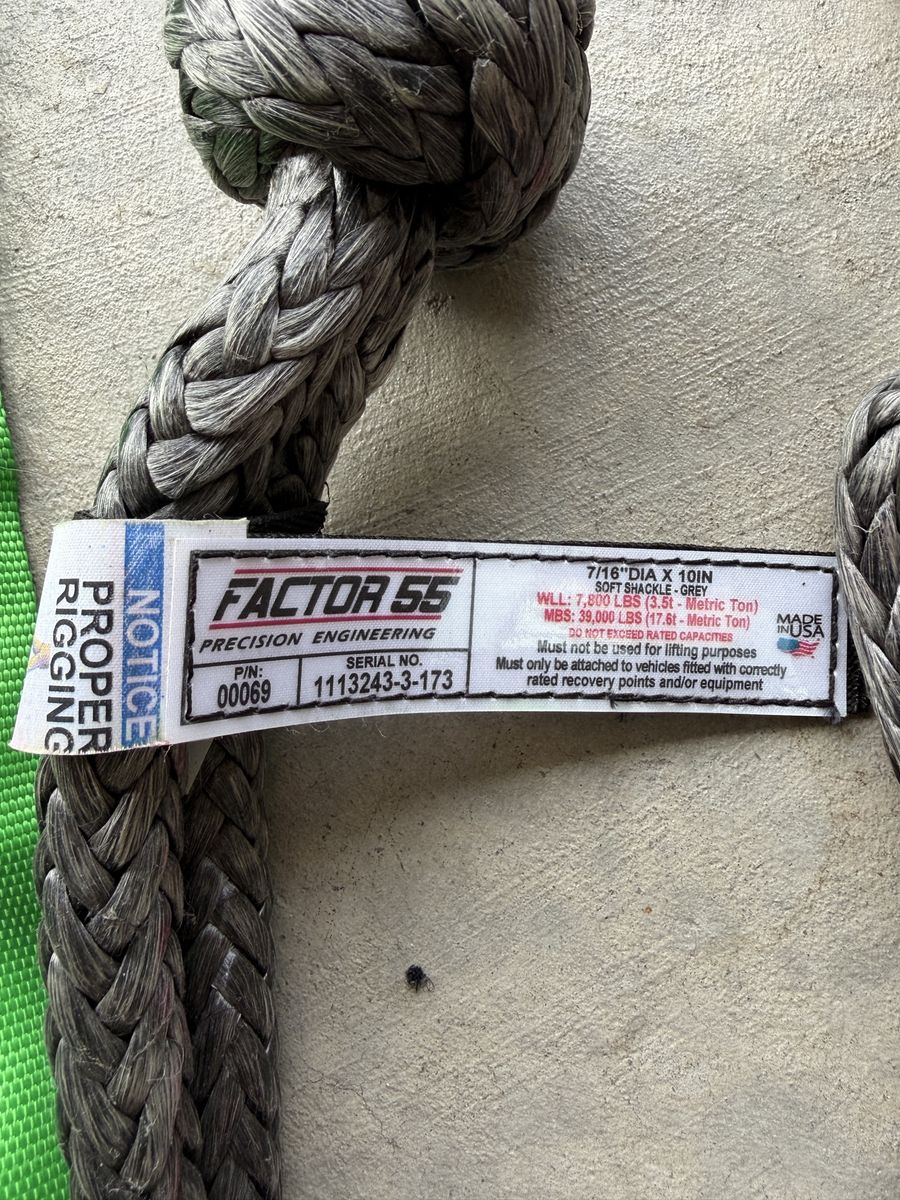 NOTICE
PROPER
RIGGING
FACTOR 55
PRECISION ENGINEERING
P/N:
00069
SERIAL NO.
1113243-3-173
7/16"DIA X 10IN
SOFT SHACKLE - GREY
WLL: 7,800 LBS (3.5t - Metric Ton)
MBS: 39,000 LBS (17.6t - Metric Ton)
DO NOT EXCEED RATED CAPACITIES
Must not be used for lifting purposes
Must only be attached to vehicles fitted with correctly
rated recovery points and/or equipment
MADE
IN USA